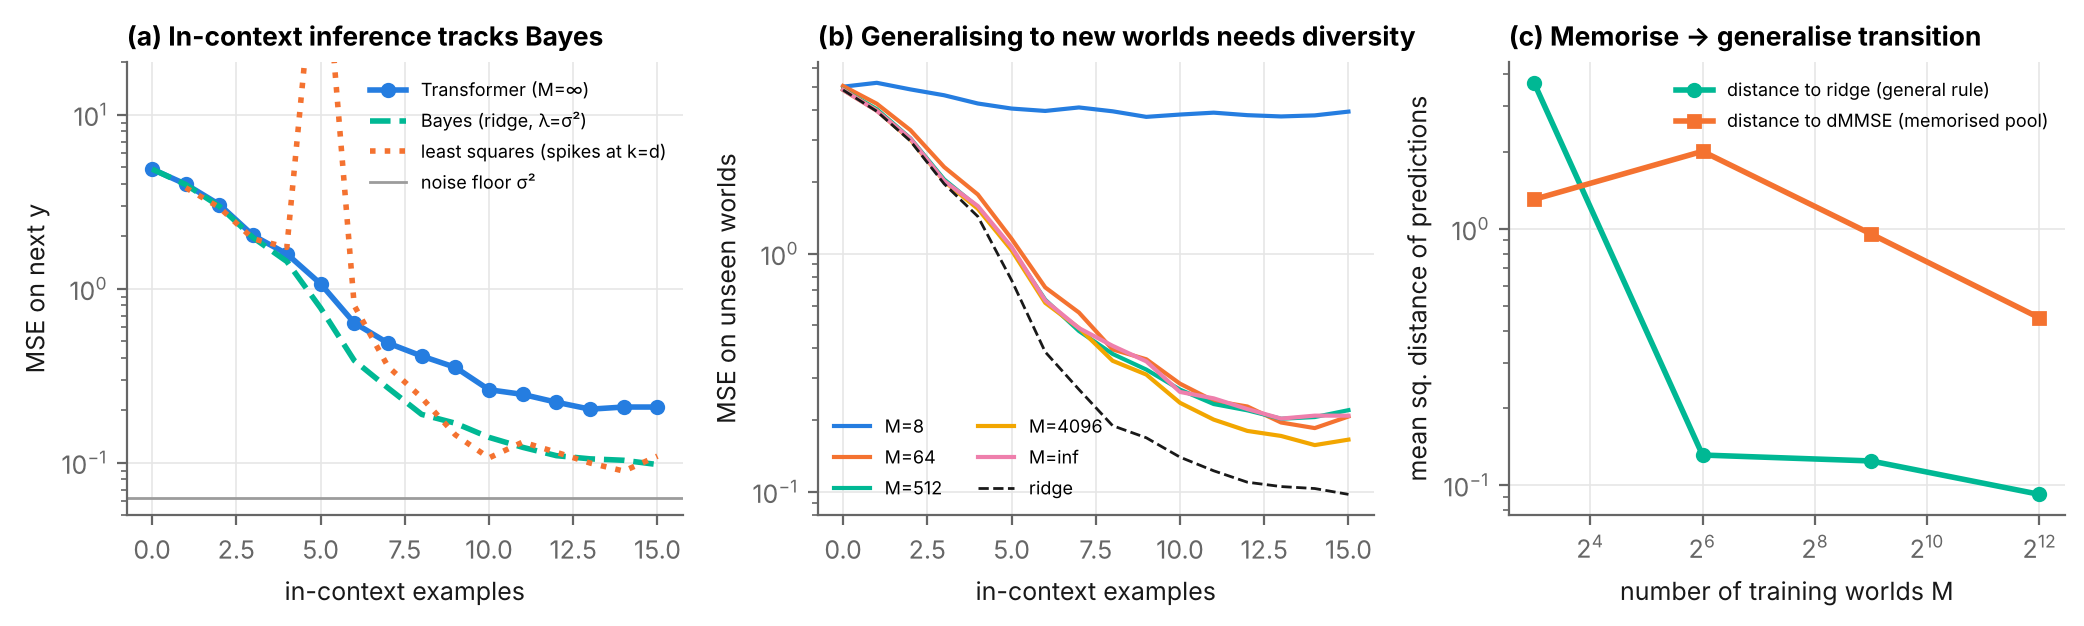 (a) In-context inference tracks Bayes
MSE on next y
10¹
10⁰
10⁻¹
Transformer (M=∞)
Bayes (ridge, λ=σ²)
least squares (spikes at k=d)
noise floor σ²
0.0 2.5 5.0 7.5 10.0 12.5 15.0
in-context examples
(b) Generalising to new worlds needs diversity
MSE on unseen worlds
10⁰
10⁻¹
M=8
M=64
M=512
M=4096
M=inf
ridge
0.0 2.5 5.0 7.5 10.0 12.5 15.0
in-context examples
(c) Memorise → generalise transition
mean sq. distance of predictions
10⁰
10⁻¹
distance to ridge (general rule)
distance to dMMSE (memorised pool)
2⁴ 2⁶ 2⁸ 2¹⁰ 2¹²
number of training worlds M